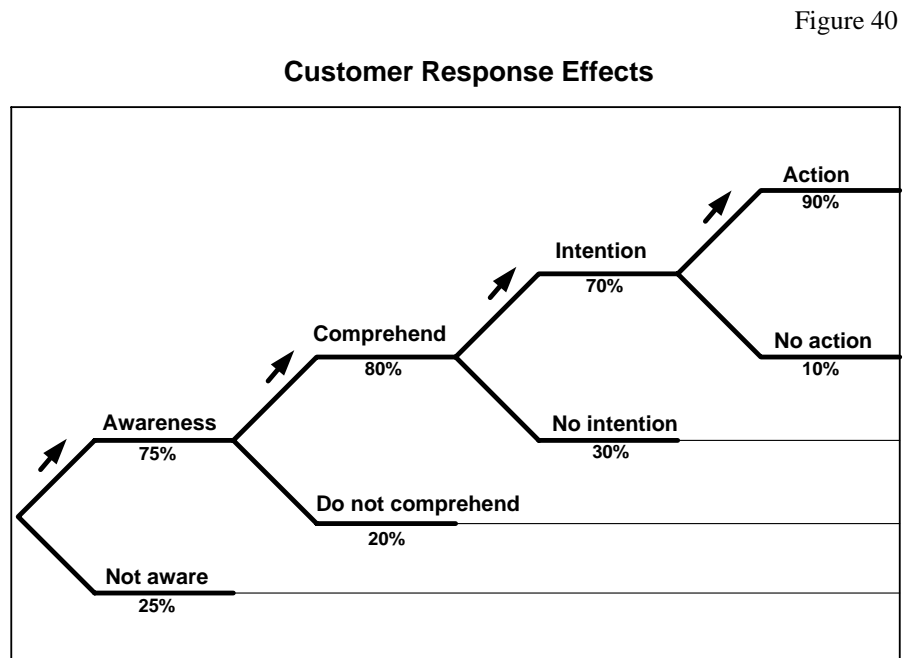 Figure 40
Customer Response Effects
Action
90%
Intention
70%
No action
10%
Comprehend
80%
No intention
30%
Awareness
75%
Do not comprehend
20%
Not aware
25%